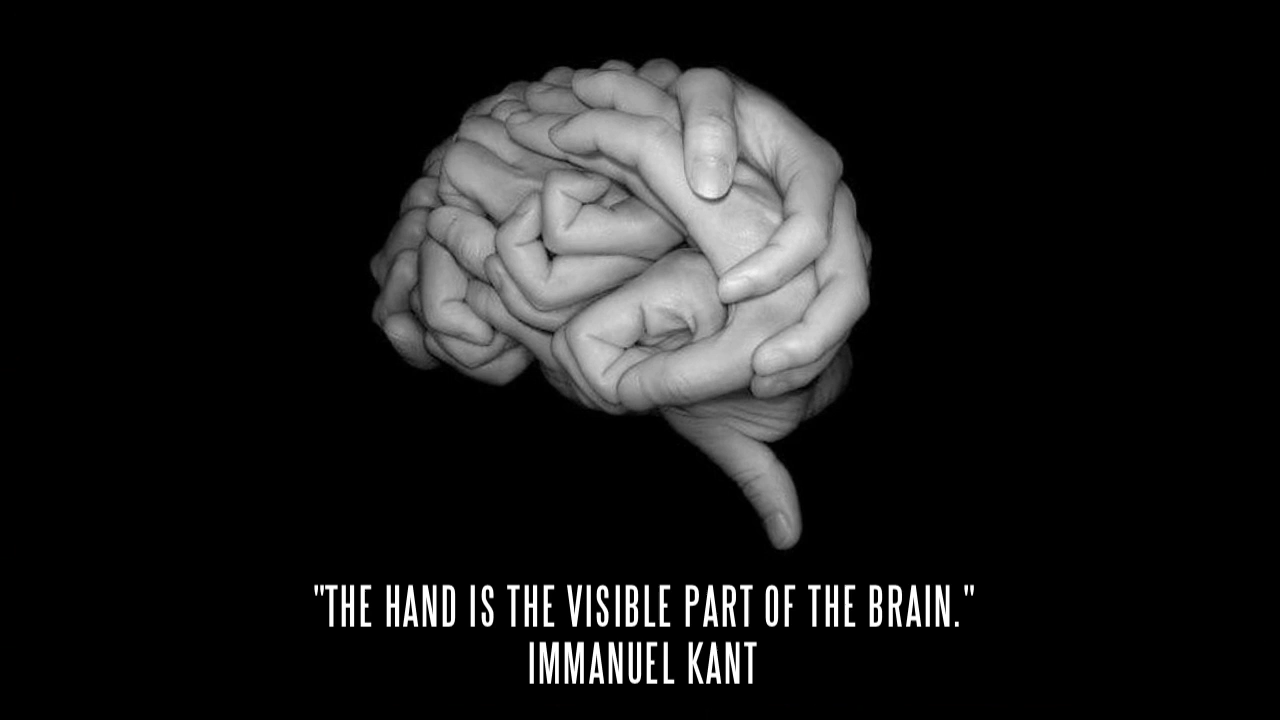 "THE HAND IS THE VISIBLE PART OF THE BRAIN."
IMMANUEL KANT